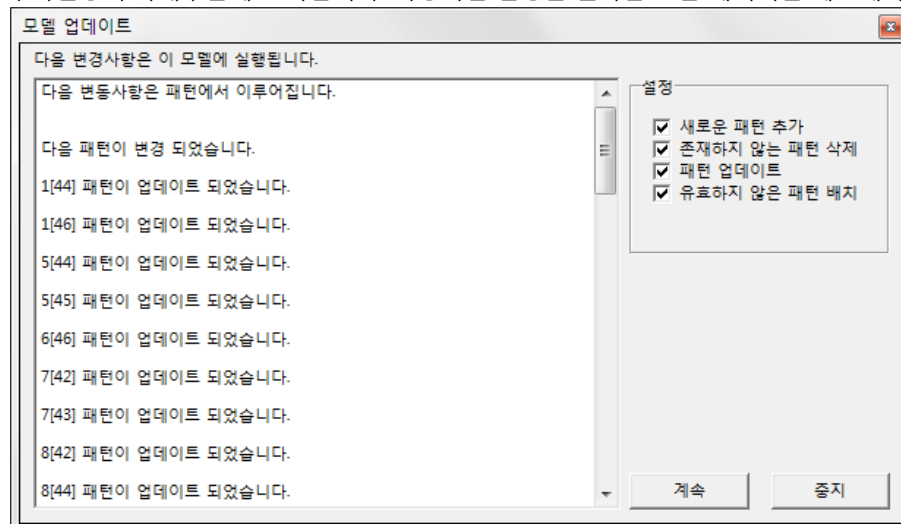 모델 업데이트
다음 변경사항은 이 모델에 실행됩니다.
다음 변동사항은 패턴에서 이루어집니다.
다음 패턴이 변경 되었습니다.
1[44] 패턴이 업데이트 되었습니다.
1[46] 패턴이 업데이트 되었습니다.
5[44] 패턴이 업데이트 되었습니다.
5[45] 패턴이 업데이트 되었습니다.
6[46] 패턴이 업데이트 되었습니다.
7[42] 패턴이 업데이트 되었습니다.
7[43] 패턴이 업데이트 되었습니다.
8[42] 패턴이 업데이트 되었습니다.
8[44] 패턴이 업데이트 되었습니다.
설정
새로운 패턴 추가
존재하지 않는 패턴 삭제
패턴 업데이트
유효하지 않은 패턴 배치
계속
중지